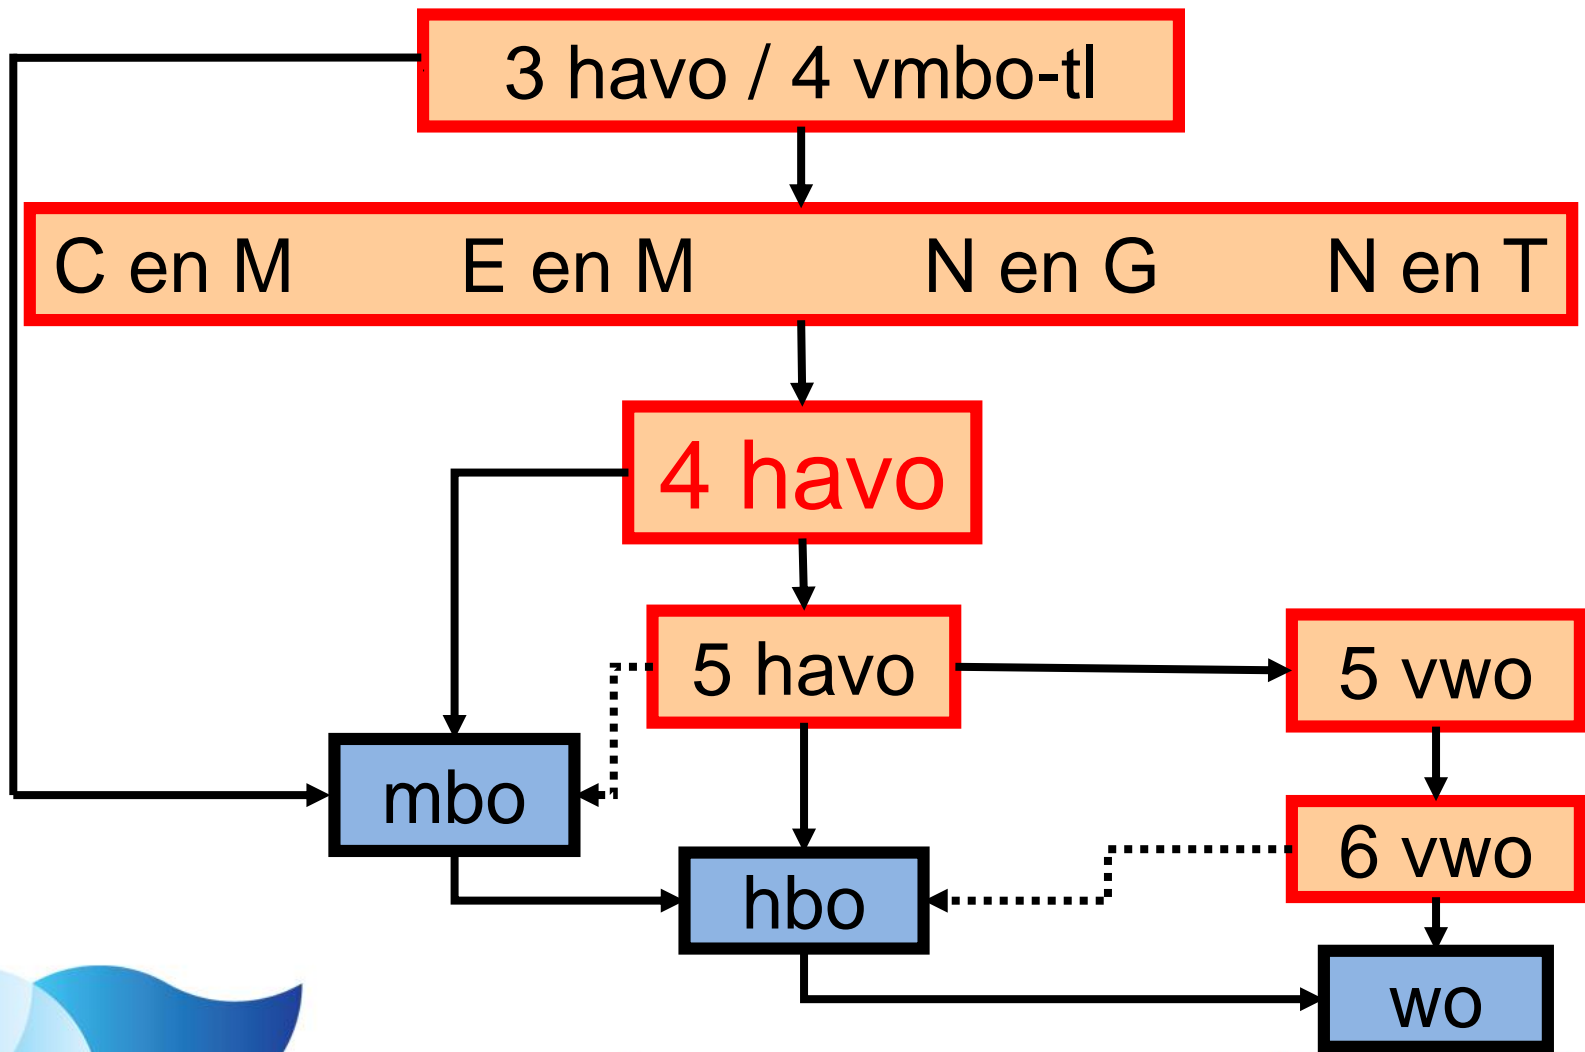 3 havo / 4 vmbo-tl
C en M E en M N en G N en T
4 havo
5 havo
5 vwo
mbo
6 vwo
hbo
wo